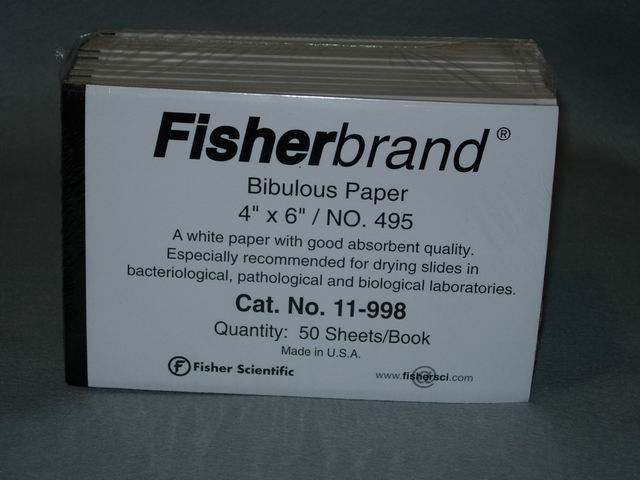 Fisherbrand®
Bibulous Paper
4" x 6" / NO. 495
A white paper with good absorbent quality.
Especially recommended for drying slides in
bacteriological, pathological and biological laboratories.
Cat. No. 11-998
Quantity: 50 Sheets/Book
Made in U.S.A.
F Fisher Scientific
www.fishersci.com